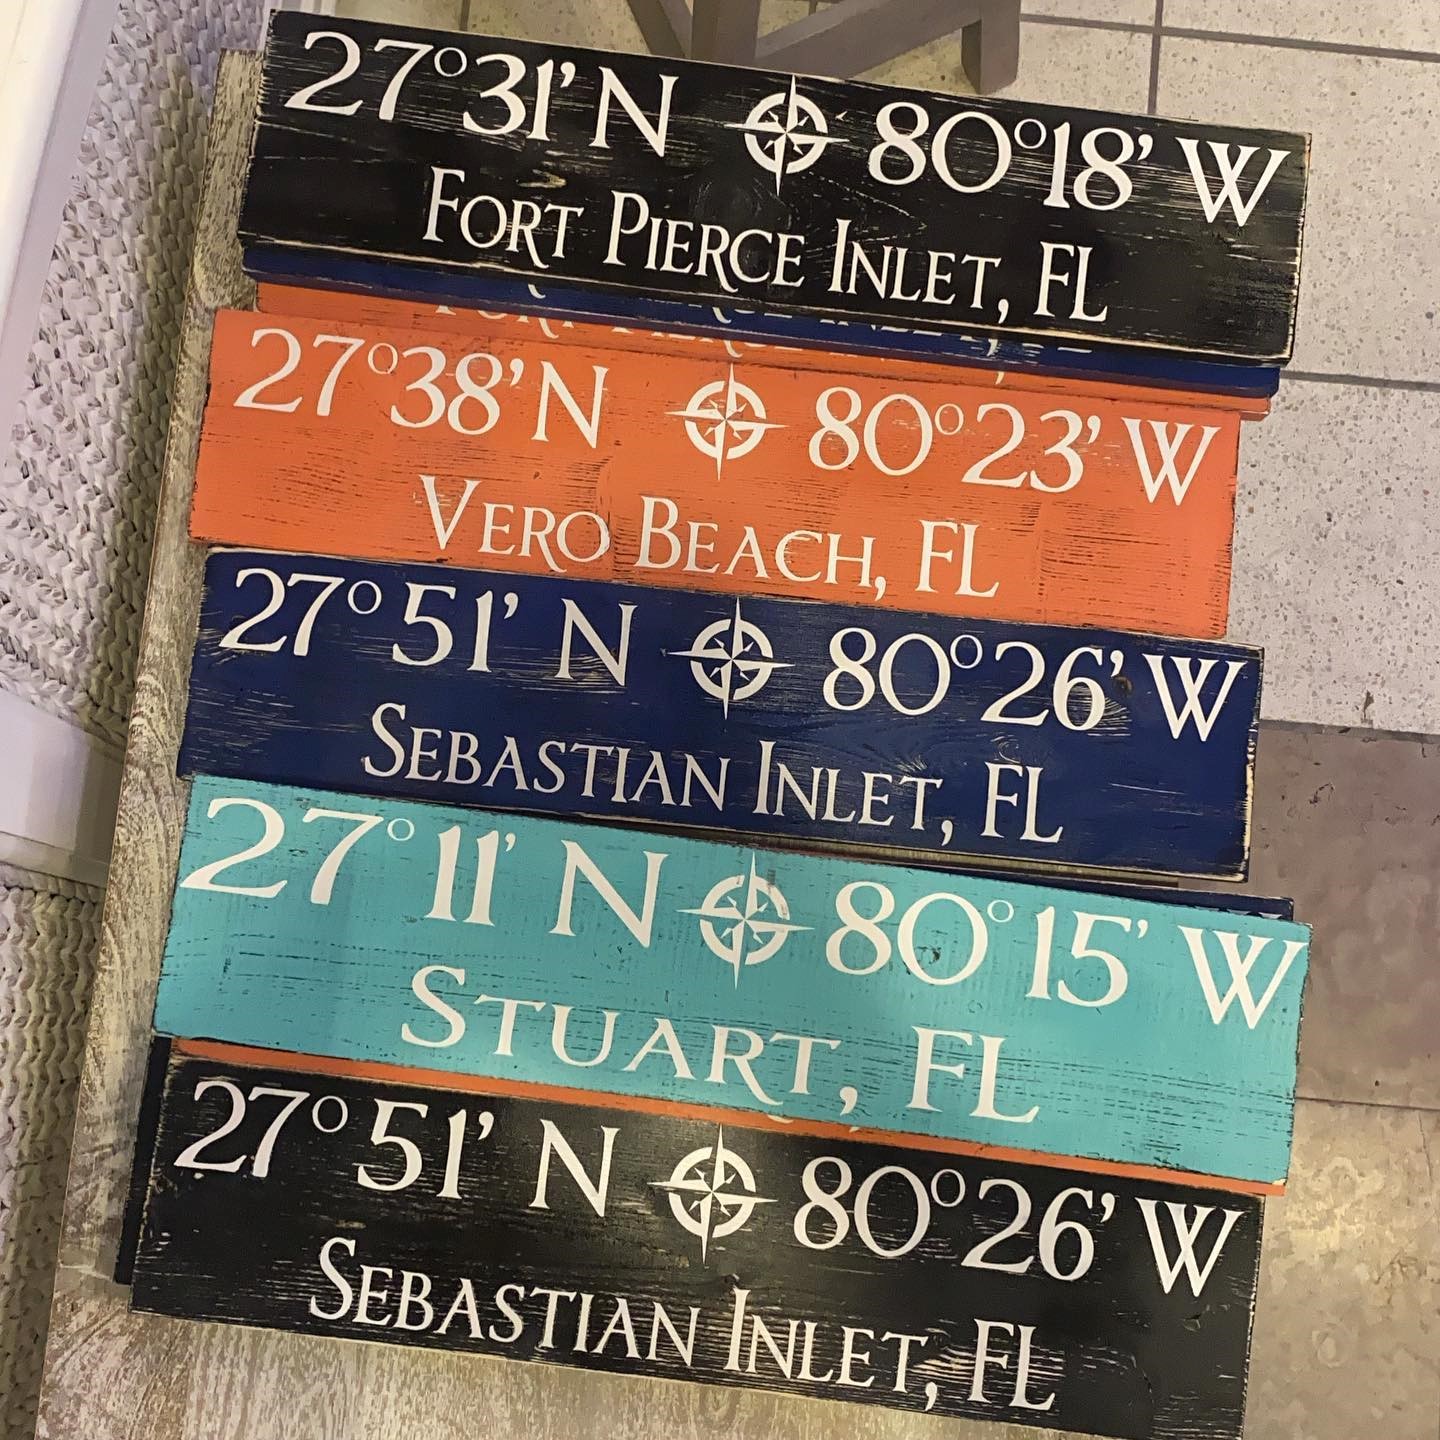 27°31' N 80°18' W
FORT PIERCE INLET, FL
27°38' N 80°23' W
VERO BEACH, FL
27° 51' N 80°26' W
SEBASTIAN INLET, FL
27° 11' N 80° 15' W
STUART, FL
27° 51' N 80°26' W
SEBASTIAN INLET, FL